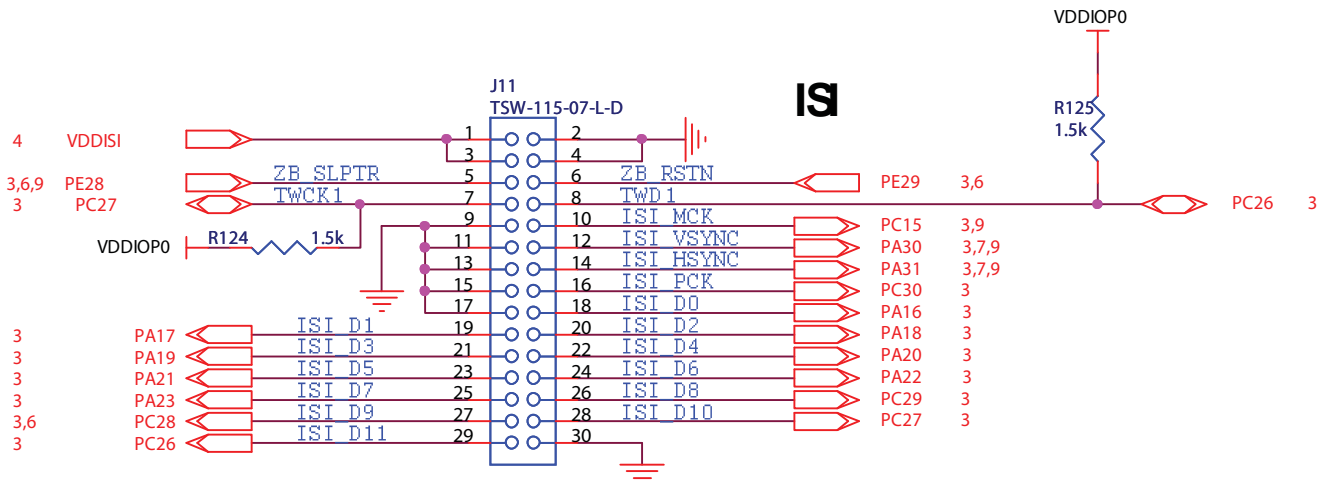 VDDIOP0
J11
TSW-115-07-L-D
ISI
R125
1.5k
4 VDDISI 1 2
3 4
3,6,9 PE28 ZB_SLPTR 5 6 ZB_RSTN PE29 3,6
3 PC27 TWCK1 7 8 TWD1 PC26 3
9 10 ISI_MCK PC15 3,9
VDDIOP0 R124 1.5k 11 12 ISI_VSYNC PA30 3,7,9
13 14 ISI_HSYNC PA31 3,7,9
15 16 ISI_PCK PC30 3
17 18 ISI_D0 PA16 3
3 PA17 ISI_D1 19 20 ISI_D2 PA18 3
3 PA19 ISI_D3 21 22 ISI_D4 PA20 3
3 PA21 ISI_D5 23 24 ISI_D6 PA22 3
3 PA23 ISI_D7 25 26 ISI_D8 PC29 3
3,6 PC28 ISI_D9 27 28 ISI_D10 PC27 3
3 PC26 ISI_D11 29 30